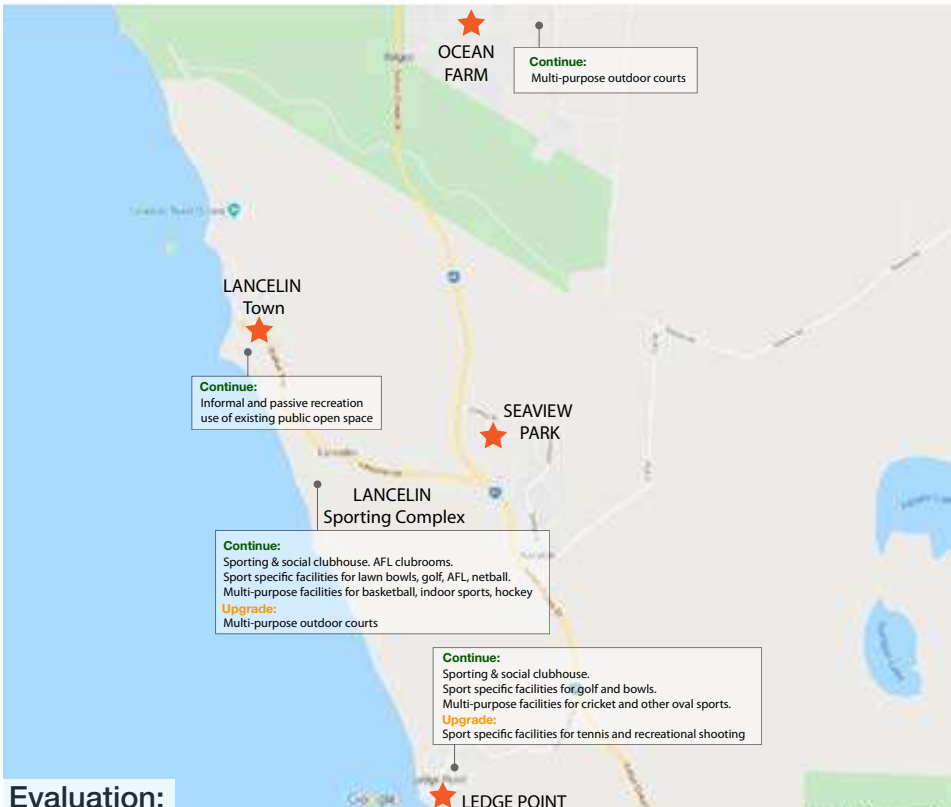 OCEAN
FARM
Continue:
Multi-purpose outdoor courts
LANCELIN
Town
Continue:
Informal and passive recreation
use of existing public open space
SEAVIEW
PARK
LANCELIN
Sporting Complex
Continue:
Sporting & social clubhouse. AFL clubrooms.
Sport specific facilities for lawn bowls, golf, AFL, netball.
Multi-purpose facilities for basketball, indoor sports, hockey
Upgrade:
Multi-purpose outdoor courts
Continue:
Sporting & social clubhouse.
Sport specific facilities for golf and bowls.
Multi-purpose facilities for cricket and other oval sports.
Upgrade:
Sport specific facilities for tennis and recreational shooting
Ledge Point
Evaluation:
Google
LEDGE POINT